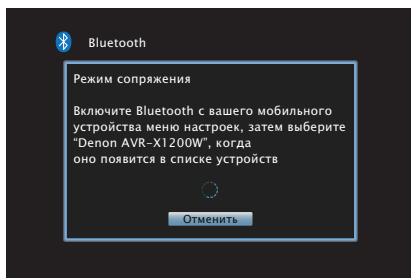 Bluetooth
Режим сопряжения
Включите Bluetooth с вашего мобильного
устройства меню настроек, затем выберите
“Denon AVR-X1200W”, когда
оно появится в списке устройств
Отменить